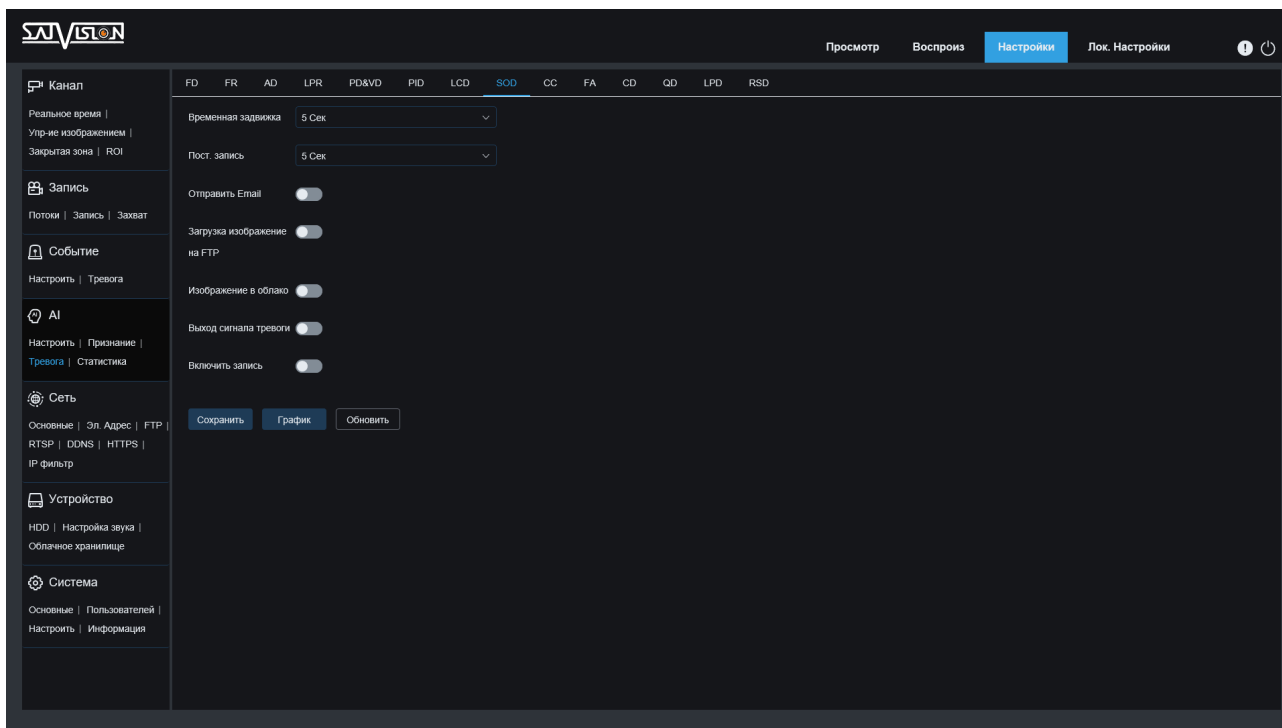 SATVISION
Просмотр Воспроиз Настройки Лок. Настройки
Канал
Реальное время |
Упр-ие изображением |
Закрытая зона | ROI
Запись
Потоки | Запись | Захват
Событие
Настроить | Тревога
AI
Настроить | Признание |
Тревога | Статистика
Сеть
Основные | Эл. Адрес | FTP |
RTSP | DDNS | HTTPS |
IP фильтр
Устройство
HDD | Настройка звука |
Облачное хранилище
Система
Основные | Пользователей |
Настроить | Информация
FD FR AD LPR PD&VD PID LCD SOD CC FA CD QD LPD RSD
Временная задвижка 5 Сек
Пост. запись 5 Сек
Отправить Email
Загрузка изображение
на FTP
Изображение в облако
Выход сигнала тревоги
Включить запись
Сохранить График Обновить